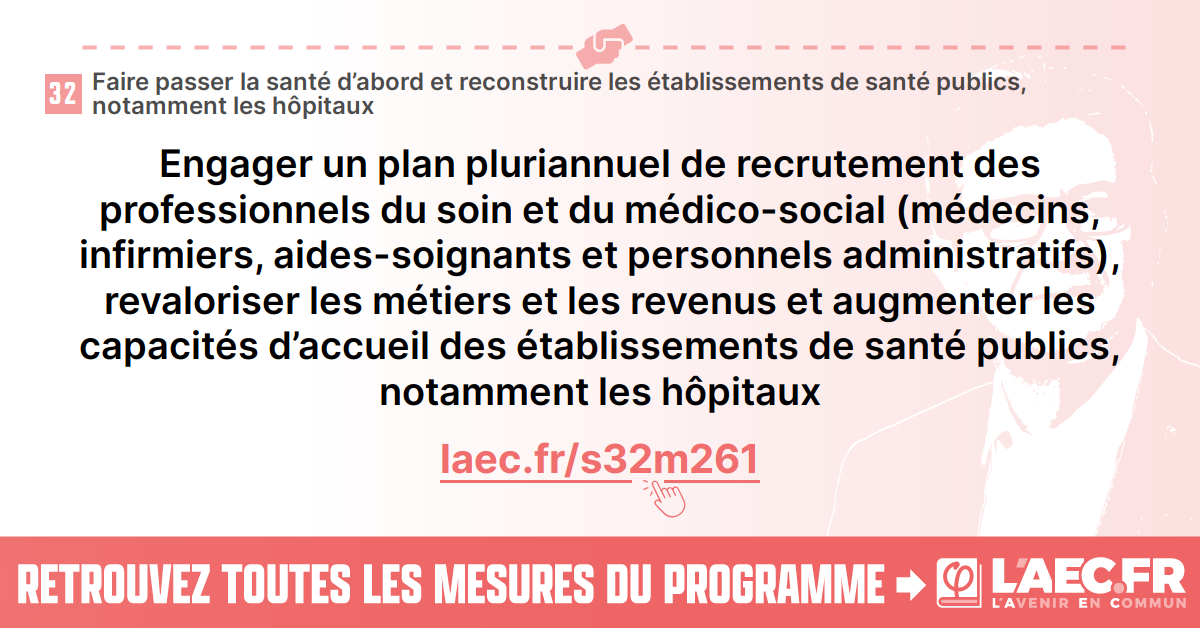 32
Faire passer la santé d’abord et reconstruire les établissements de santé publics,
notamment les hôpitaux
Engager un plan pluriannuel de recrutement des
professionnels du soin et du médico-social (médecins,
infirmiers, aides-soignants et personnels administratifs),
revaloriser les métiers et les revenus et augmenter les
capacités d’accueil des établissements de santé publics,
notamment les hôpitaux
laec.fr/s32m261
RETROUVEZ TOUTES LES MESURES DU PROGRAMME
φ
L'AEC.FR
L'AVENIR EN COMMUN